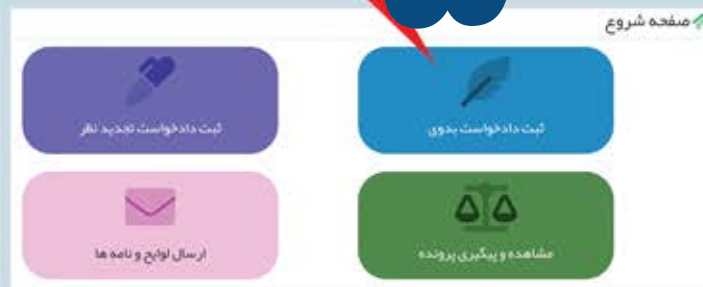 صفحه شروع
ثبت دادخواست بدوی
ثبت دادخواست تجدید نظر
مشاهده و پیگیری پرونده
ارسال لوایح و نامه ها